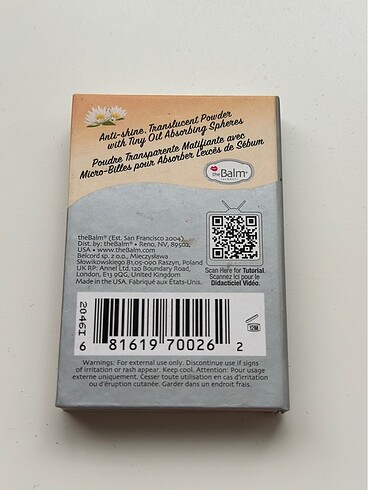 Anti-shine, Translucent Powder
with Tiny Oil Absorbing Spheres
Poudre Transparente Matifiante avec
Micro-Billes pour Absorber l'excès de Sébum
theBalm®
theBalm® (Est. San Francisco 2004)
Dist. by: theBalm® • Reno, NV, 89502,
USA • www.theBalm.com
Belcord sp. z o.o., Mieczysława
Słowikowskiego 81,05-090 Raszyn, Poland
UK RP: Annel Ltd. 120 Boundary Road,
London, E13 9QG, United Kingdom
Made in the USA. Fabriqué aux États-Unis.
Scan Here for Tutorial.
Scannez Ici pour le
Didacticiel Vidéo.
2046I
6 81619 70026 2
12M
Warnings: For external use only. Discontinue use if signs
of irritation or rash appear. Keep cool. Attention: Pour usage
externe uniquement. Cesser toute utilisation en cas d'irritation
ou d'éruption cutanée. Garder dans un endroit frais.